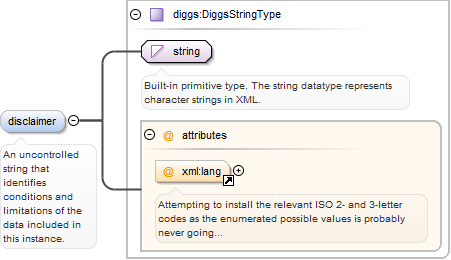 diggs:DiggsStringType
string
Built-in primitive type. The string datatype represents
character strings in XML.
disclaimer
An uncontrolled
string that
identifies
conditions and
limitations of the
data included in
this instance.
attributes
xml:lang
Attempting to install the relevant ISO 2- and 3-letter
codes as the enumerated possible values is probably
never going...